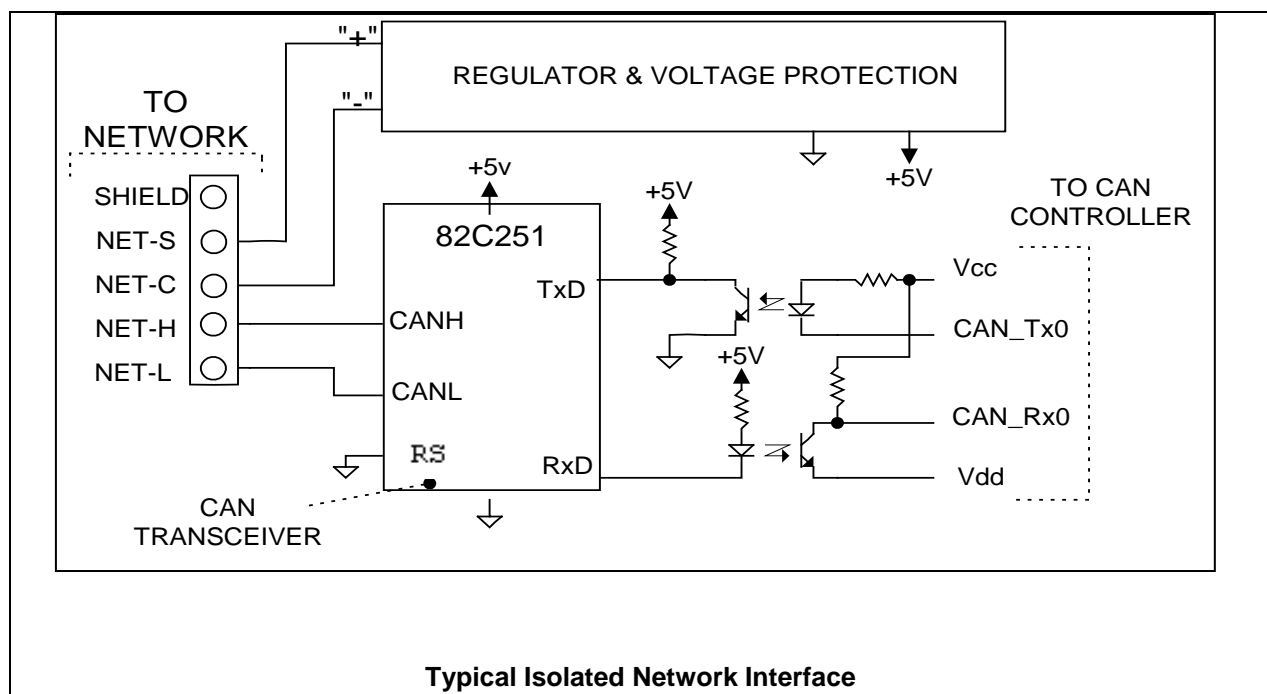 "+"
REGULATOR & VOLTAGE PROTECTION
"-"
TO
NETWORK
+5v
+5V
+5V
TO CAN
CONTROLLER
SHIELD
NET-S
NET-C
NET-H
NET-L
82C251
TxD
CANH
CANL
RS
RxD
+5V
Vcc
CAN_Tx0
CAN_Rx0
Vdd
CAN
TRANSCEIVER
Typical Isolated Network Interface